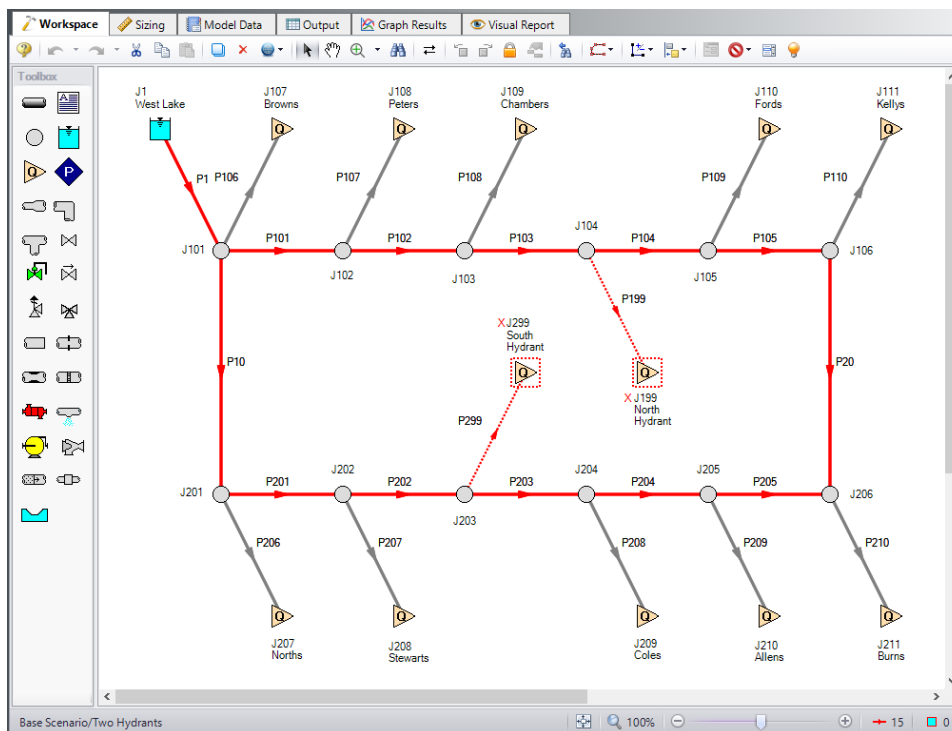 Workspace
Sizing
Model Data
Output
Graph Results
Visual Report
Toolbox
J1
West Lake
J107
Browns
J108
Peters
J109
Chambers
J110
Fords
J111
Kellys
Q
Q
Q
Q
Q
A
P
Q
P1
P106
P107
P108
P109
P110
J101
P101
P102
P103
J104
P104
P105
J106
J102
J103
J105
P199
X J299
South
Hydrant
P10
P20
Q
Q
X J199
North
Hydrant
P299
J201
P201
J202
P202
J203
P203
J204
P204
J205
P205
J206
P206
P207
P208
P209
P210
Q
Q
Q
Q
Q
J207
Norths
J208
Stewarts
J209
Coles
J210
Allens
J211
Burns
Base Scenario/Two Hydrants
100%
15
0